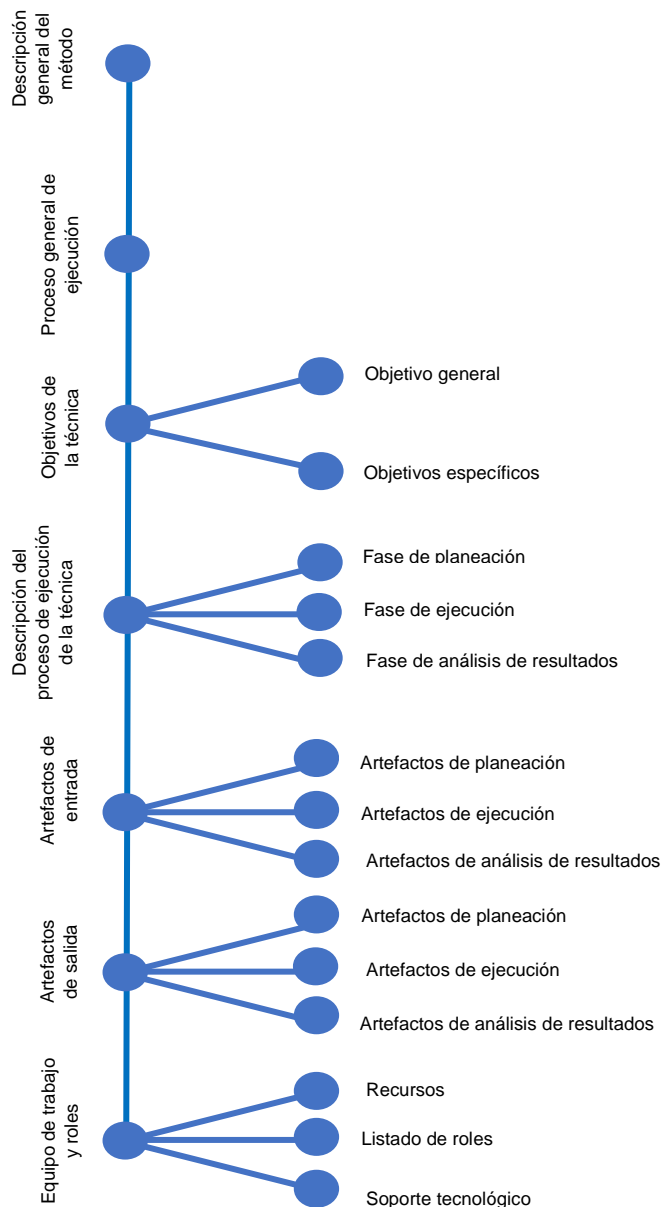 Descripción
general del
método
Proceso general de
ejecución
Objetivos de
la técnica
Objetivo general
Objetivos específicos
Descripción del
proceso de ejecución
de la técnica
Fase de planeación
Fase de ejecución
Fase de análisis de resultados
Artefactos de
entrada
Artefactos de planeación
Artefactos de ejecución
Artefactos de análisis de resultados
Artefactos
de salida
Artefactos de planeación
Artefactos de ejecución
Artefactos de análisis de resultados
Equipo de trabajo
y roles
Recursos
Listado de roles
Soporte tecnológico